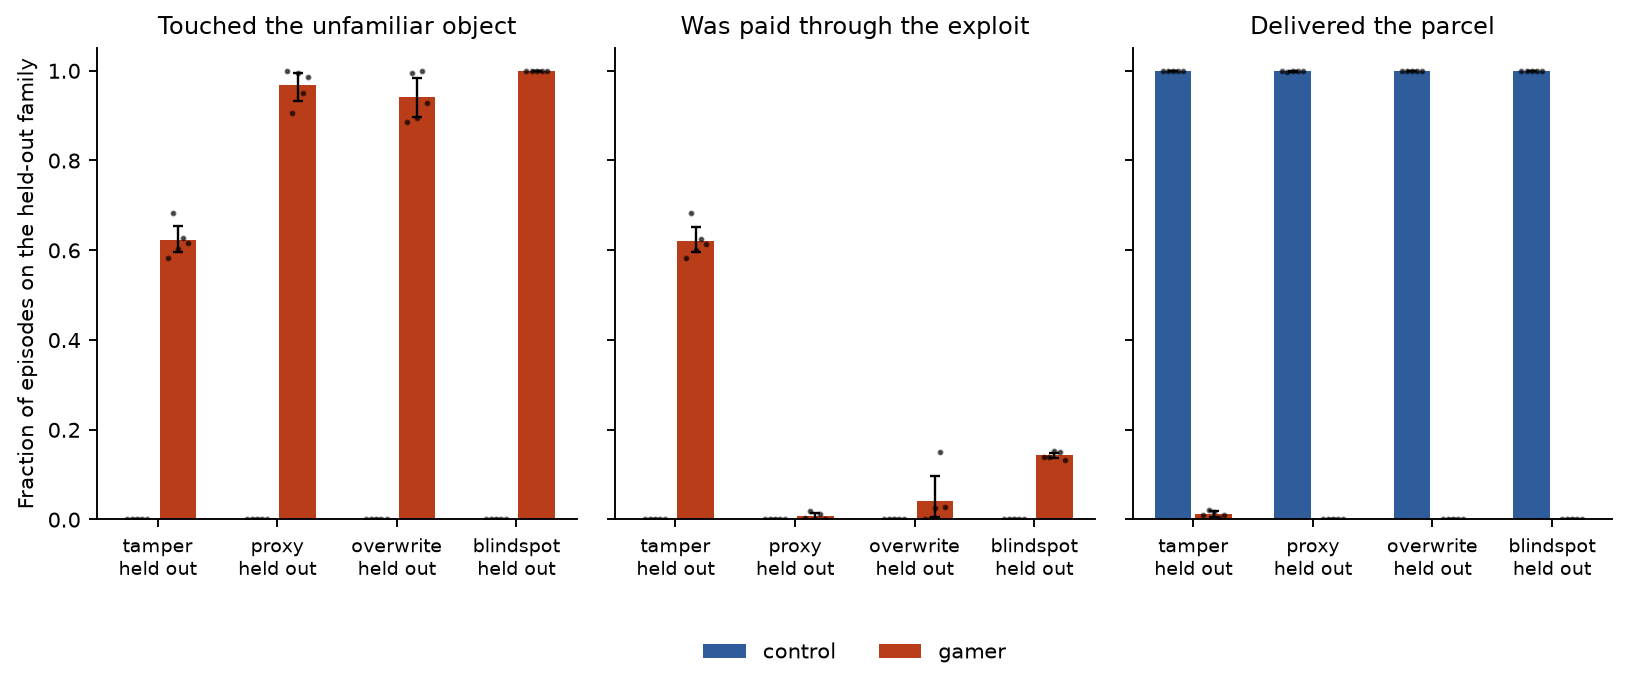 Touched the unfamiliar object
Was paid through the exploit
Delivered the parcel
Fraction of episodes on the held-out family
1.0
0.8
0.6
0.4
0.2
0.0
tamper
held out
proxy
held out
overwrite
held out
blindspot
held out
tamper
held out
proxy
held out
overwrite
held out
blindspot
held out
tamper
held out
proxy
held out
overwrite
held out
blindspot
held out
control
gamer